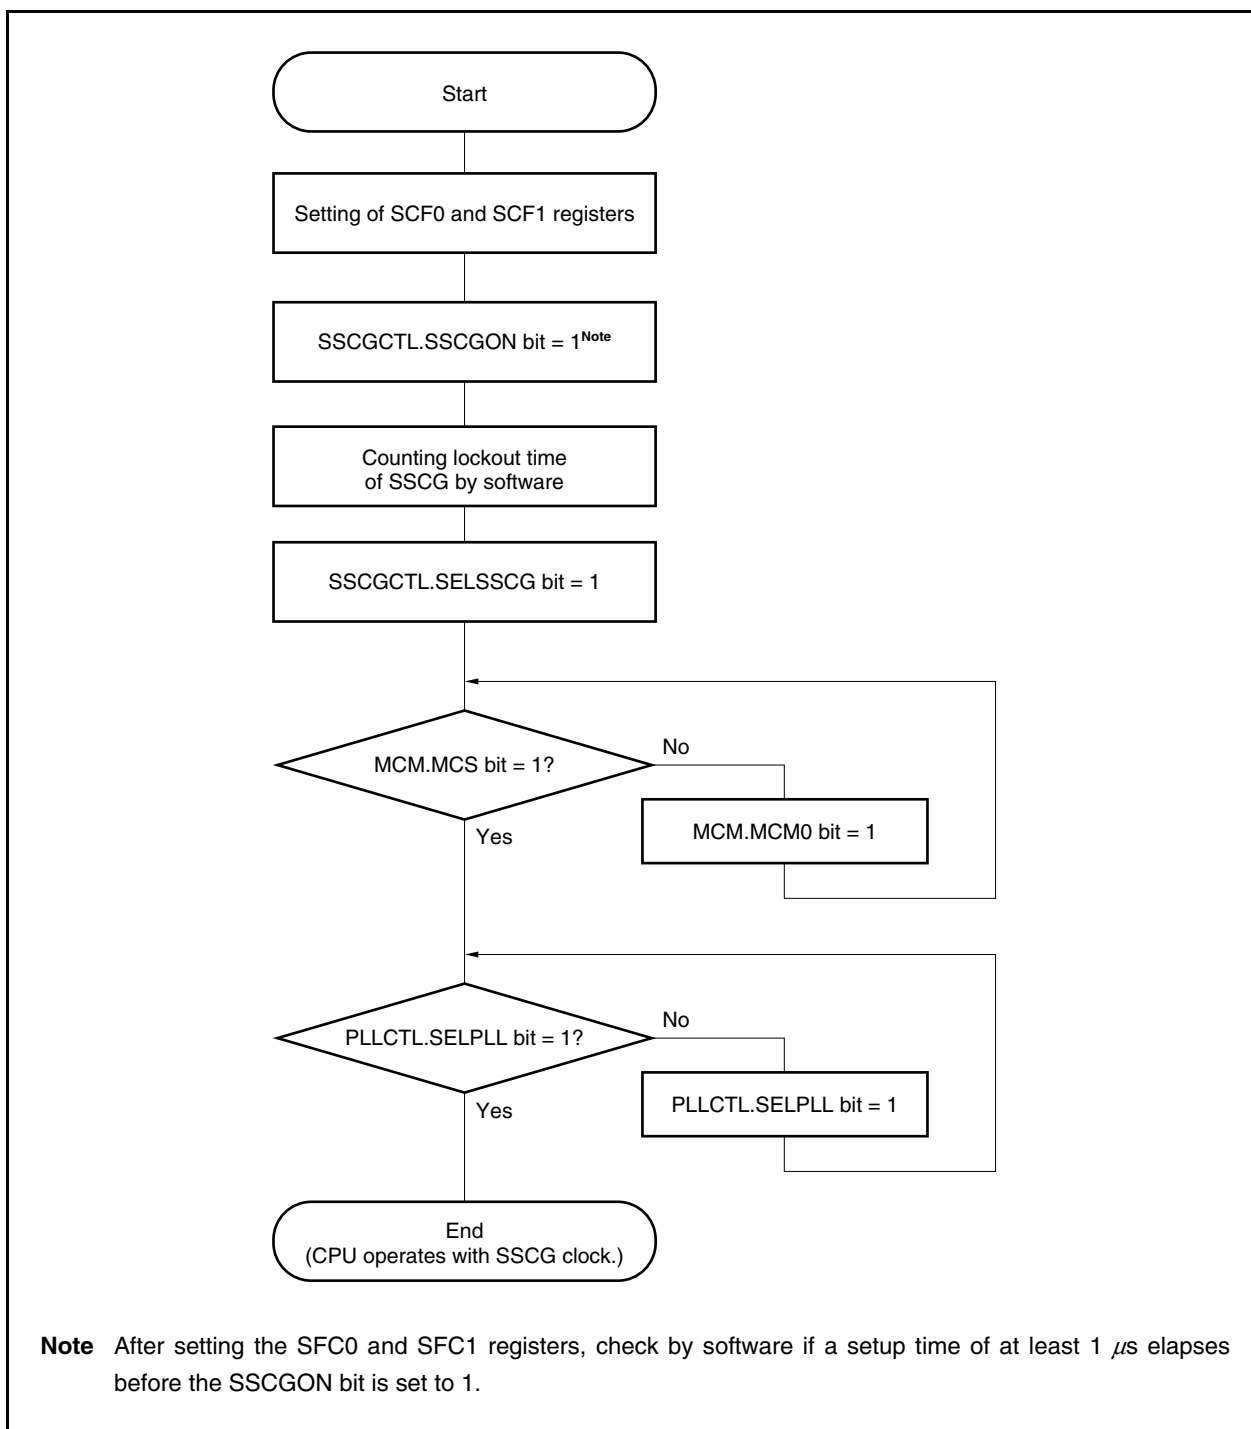 Start
Setting of SCF0 and SCF1 registers
SSCGCTL.SSCGON bit = 1Note
Counting lockout time
of SSCG by software
SSCGCTL.SELSSCG bit = 1
MCM.MCS bit = 1?
No
MCM.MCM0 bit = 1
Yes
PLLCTL.SELPLL bit = 1?
No
PLLCTL.SELPLL bit = 1
Yes
End
(CPU operates with SSCG clock.)
Note After setting the SFC0 and SFC1 registers, check by software if a setup time of at least 1 μs elapses
before the SSCGON bit is set to 1.